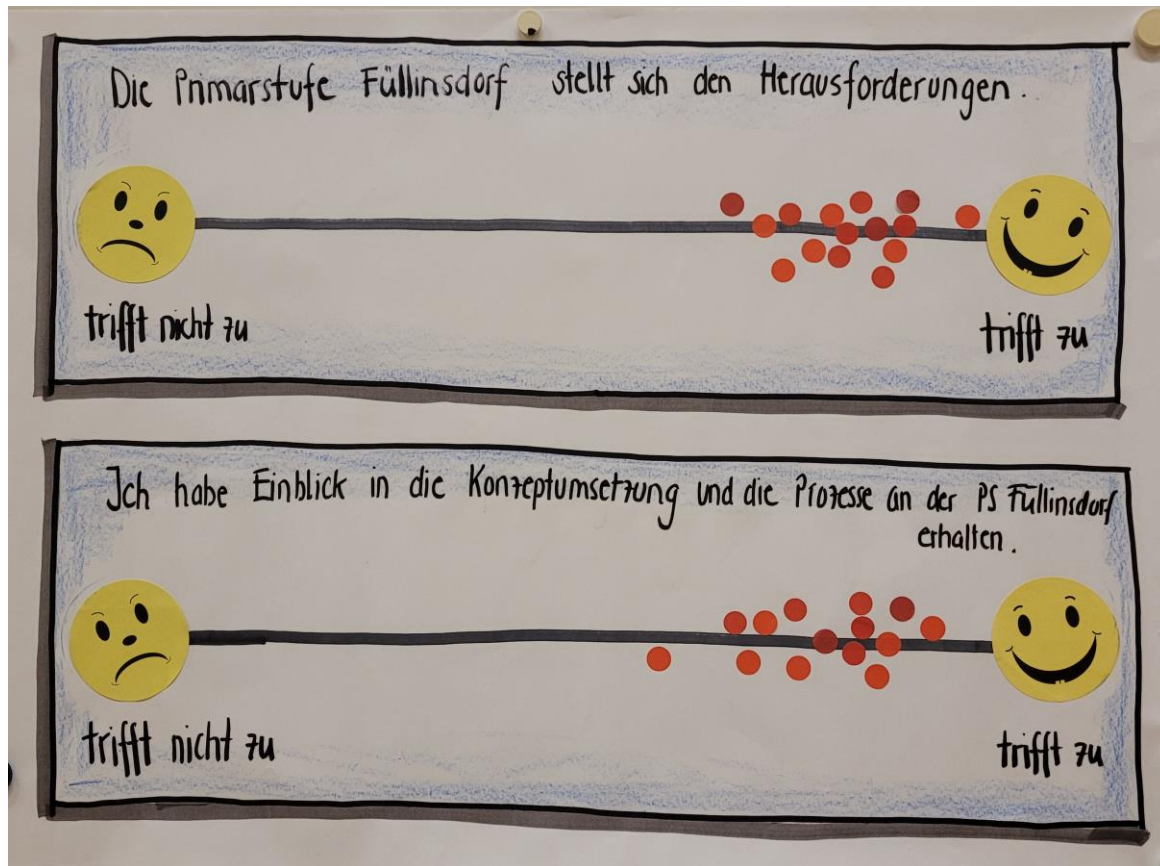 Die Primarstufe Füllinsdorf stellt sich den Herausforderungen.
trifft nicht zu
trifft zu
Ich habe Einblick in die Konzeptumsetzung und die Prozesse an der PS Füllinsdorf
erhalten.
trifft nicht zu
trifft zu